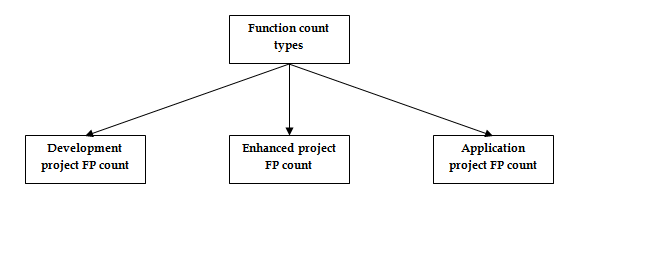 Function count
types
Development
project FP count
Enhanced project
FP count
Application
project FP count